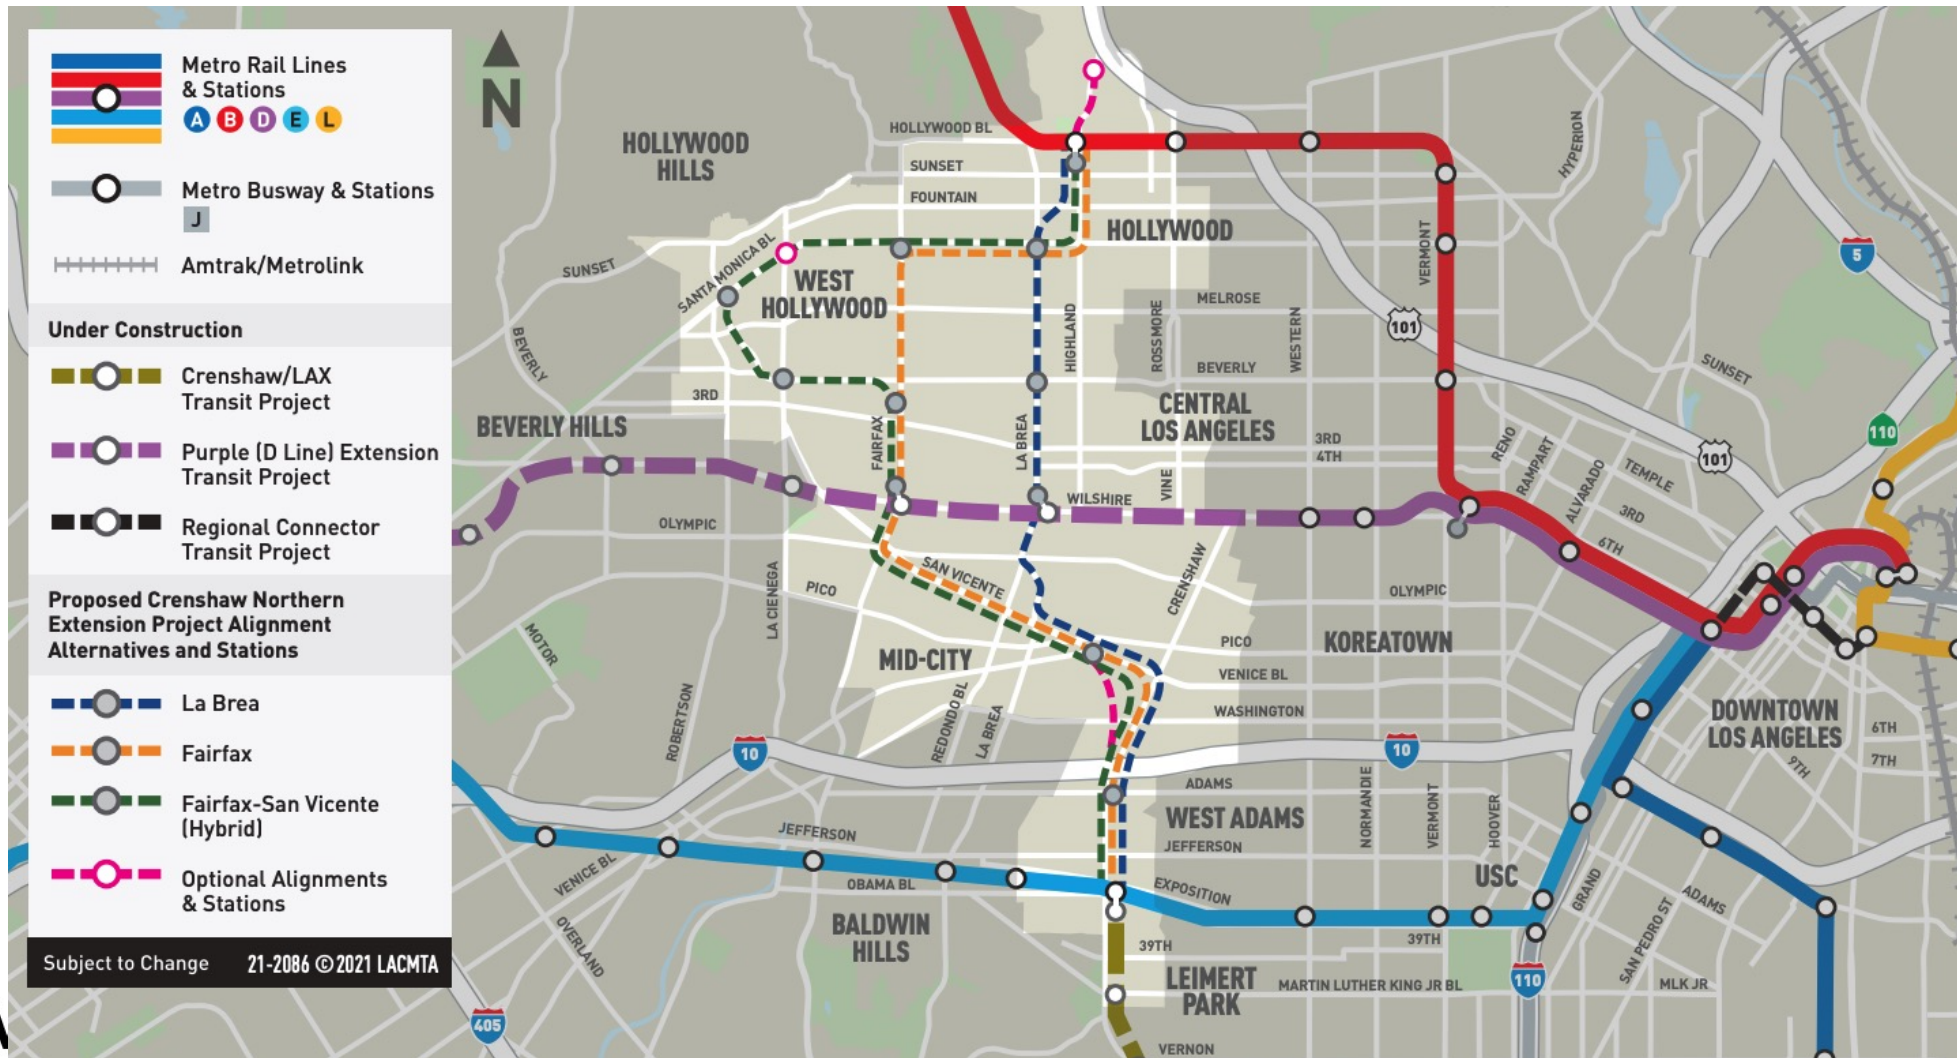 Metro Rail Lines
& Stations
A B D E L
Metro Busway & Stations
J
Amtrak/Metrolink
Under Construction
Crenshaw/LAX
Transit Project
Purple (D Line) Extension
Transit Project
Regional Connector
Transit Project
Proposed Crenshaw Northern
Extension Project Alignment
Alternatives and Stations
La Brea
Fairfax
Fairfax-San Vicente
(Hybrid)
Optional Alignments
& Stations
Subject to Change 21-2086 ©2021 LACMTA
N
HOLLYWOOD
HILLS
HOLLYWOOD BL
SUNSET
FOUNTAIN
HOLLYWOOD
SANTA MONICA BL
SUNSET
WEST
HOLLYWOOD
BEVERLY
MELROSE
HIGHLAND
ROSSMORE
WESTERN
VERMONT
HYPERION
5
101
BEVERLY
SUNSET
3RD
BEVERLY HILLS
FAIRFAX
LA BREA
CENTRAL
LOS ANGELES
3RD
4TH
VINE
WILSHIRE
RENO
RAMPART
ALVARADO
TEMPLE
3RD
6TH
101
110
OLYMPIC
LA CIENEGA
PICO
SAN VICENTE
CRENSHAW
OLYMPIC
PICO
KOREATOWN
VENICE BL
WASHINGTON
MOTOR
ROBERTSON
MID-CITY
REDONDO BL
LA BREA
10
10
DOWNTOWN
LOS ANGELES
6TH
7TH
9TH
ADAMS
WEST ADAMS
JEFFERSON
NORMANDIE
VERMONT
HOOVER
JEFFERSON
VENICE BL
OBAMA BL
EXPOSITION
USC
GRAND
ADAMS
SAN PEDRO ST
OVERLAND
BALDWIN
HILLS
39TH
39TH
LEIMERT
PARK
MARTIN LUTHER KING JR BL
110
MLK JR
405
VERNON